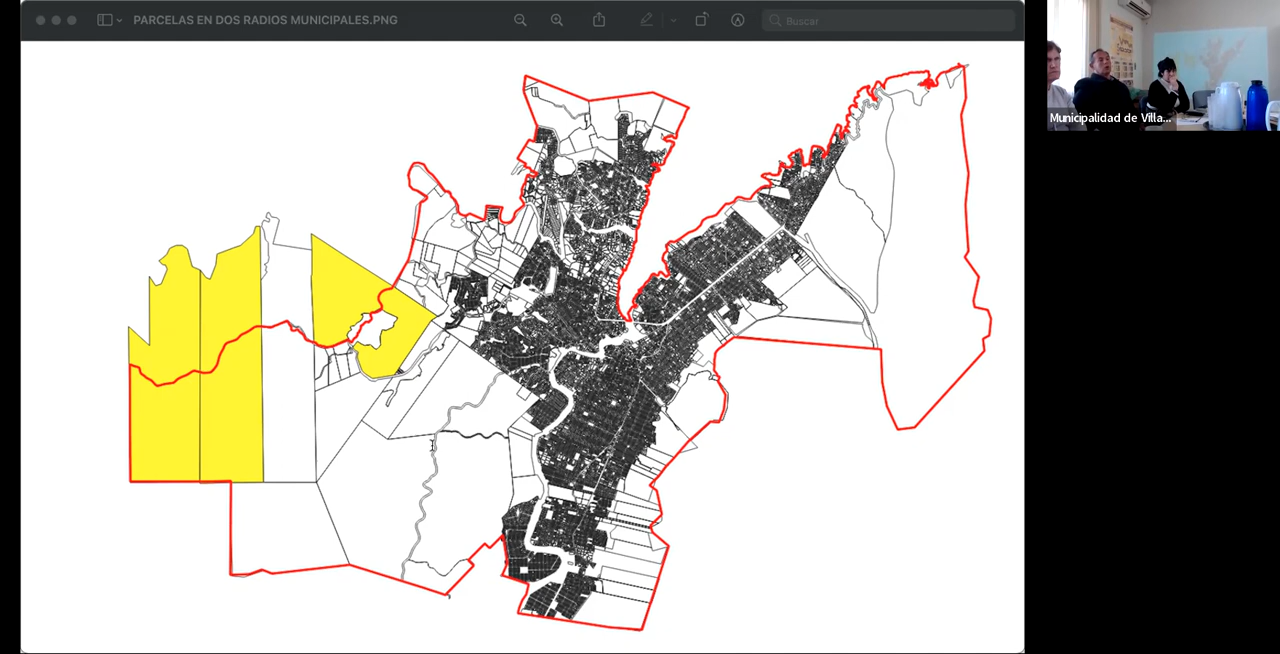 PARCELAS EN DOS RADIOS MUNICIPALES.PNG
Buscar
Municipalidad de Villa...